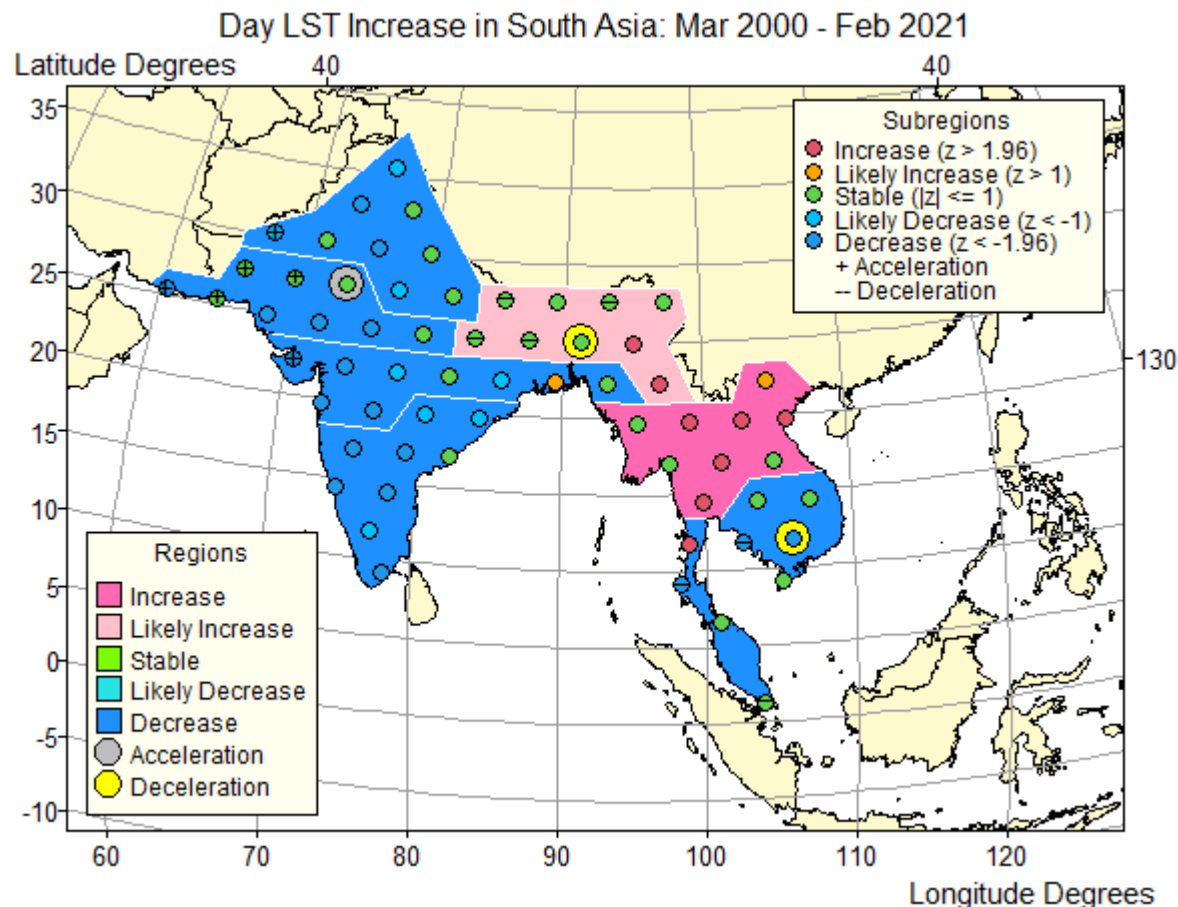 Day LST Increase in South Asia: Mar 2000 - Feb 2021
Latitude Degrees
40
40
35
30
25
20
15
10
5
0
-5
-10
130
Subregions
Increase (z > 1.96)
Likely Increase (z > 1)
Stable (|z| <= 1)
Likely Decrease (z < -1)
Decrease (z < -1.96)
+ Acceleration
-- Deceleration
Regions
Increase
Likely Increase
Stable
Likely Decrease
Decrease
Acceleration
Deceleration
60
70
80
90
100
110
120
Longitude Degrees